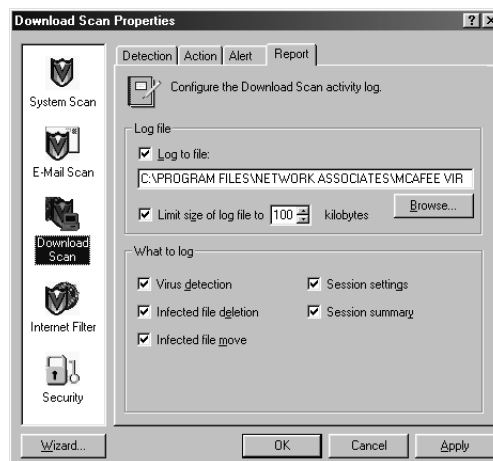 Download Scan Properties
Detection Action Alert Report
Configure the Download Scan activity log.
System Scan
E-Mail Scan
Download Scan
Internet Filter
Security
Log file
Log to file:
C:\PROGRAM FILES\NETWORK ASSOCIATES\MCAFEE VIR
Limit size of log file to 100 kilobytes
Browse...
What to log
Virus detection
Session settings
Infected file deletion
Session summary
Infected file move
Wizard...
OK
Cancel
Apply